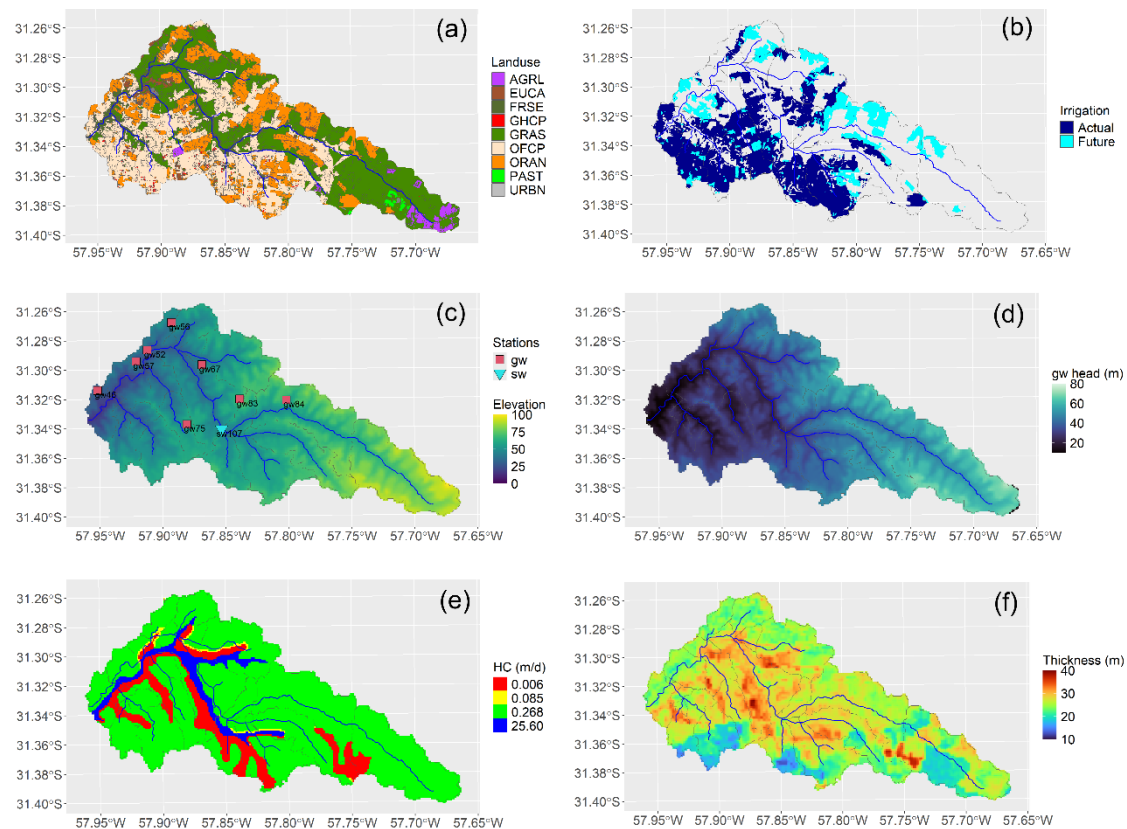 (a)
31.26°S
31.28°S
31.30°S
31.32°S
31.34°S
31.36°S
31.38°S
31.40°S
57.95°W 57.90°W 57.85°W 57.80°W 57.75°W 57.70°W
Landuse
AGRL
EUCA
FRSE
GHCP
GRAS
OFCP
ORAN
PAST
URBN
(b)
31.26°S
31.28°S
31.30°S
31.32°S
31.34°S
31.36°S
31.38°S
31.40°S
57.95°W 57.90°W 57.85°W 57.80°W 57.75°W 57.70°W 57.65°W
Irrigation
Actual
Future
(c)
31.26°S
31.28°S
31.30°S
31.32°S
31.34°S
31.36°S
31.38°S
31.40°S
57.95°W 57.90°W 57.85°W 57.80°W 57.75°W 57.70°W 57.65°W
gw52
gw57
gw67
gw83
gw84
gw75
sw107
Stations
gw
sw
Elevation
100
75
50
25
0
(d)
31.26°S
31.28°S
31.30°S
31.32°S
31.34°S
31.36°S
31.38°S
31.40°S
57.95°W 57.90°W 57.85°W 57.80°W 57.75°W 57.70°W 57.65°W
gw head (m)
80
60
40
20
(e)
31.26°S
31.28°S
31.30°S
31.32°S
31.34°S
31.36°S
31.38°S
31.40°S
57.95°W 57.90°W 57.85°W 57.80°W 57.75°W 57.70°W 57.65°W
HC (m/d)
0.006
0.085
0.268
25.60
(f)
31.26°S
31.28°S
31.30°S
31.32°S
31.34°S
31.36°S
31.38°S
31.40°S
57.95°W 57.90°W 57.85°W 57.80°W 57.75°W 57.70°W 57.65°W
Thickness (m)
40
30
20
10